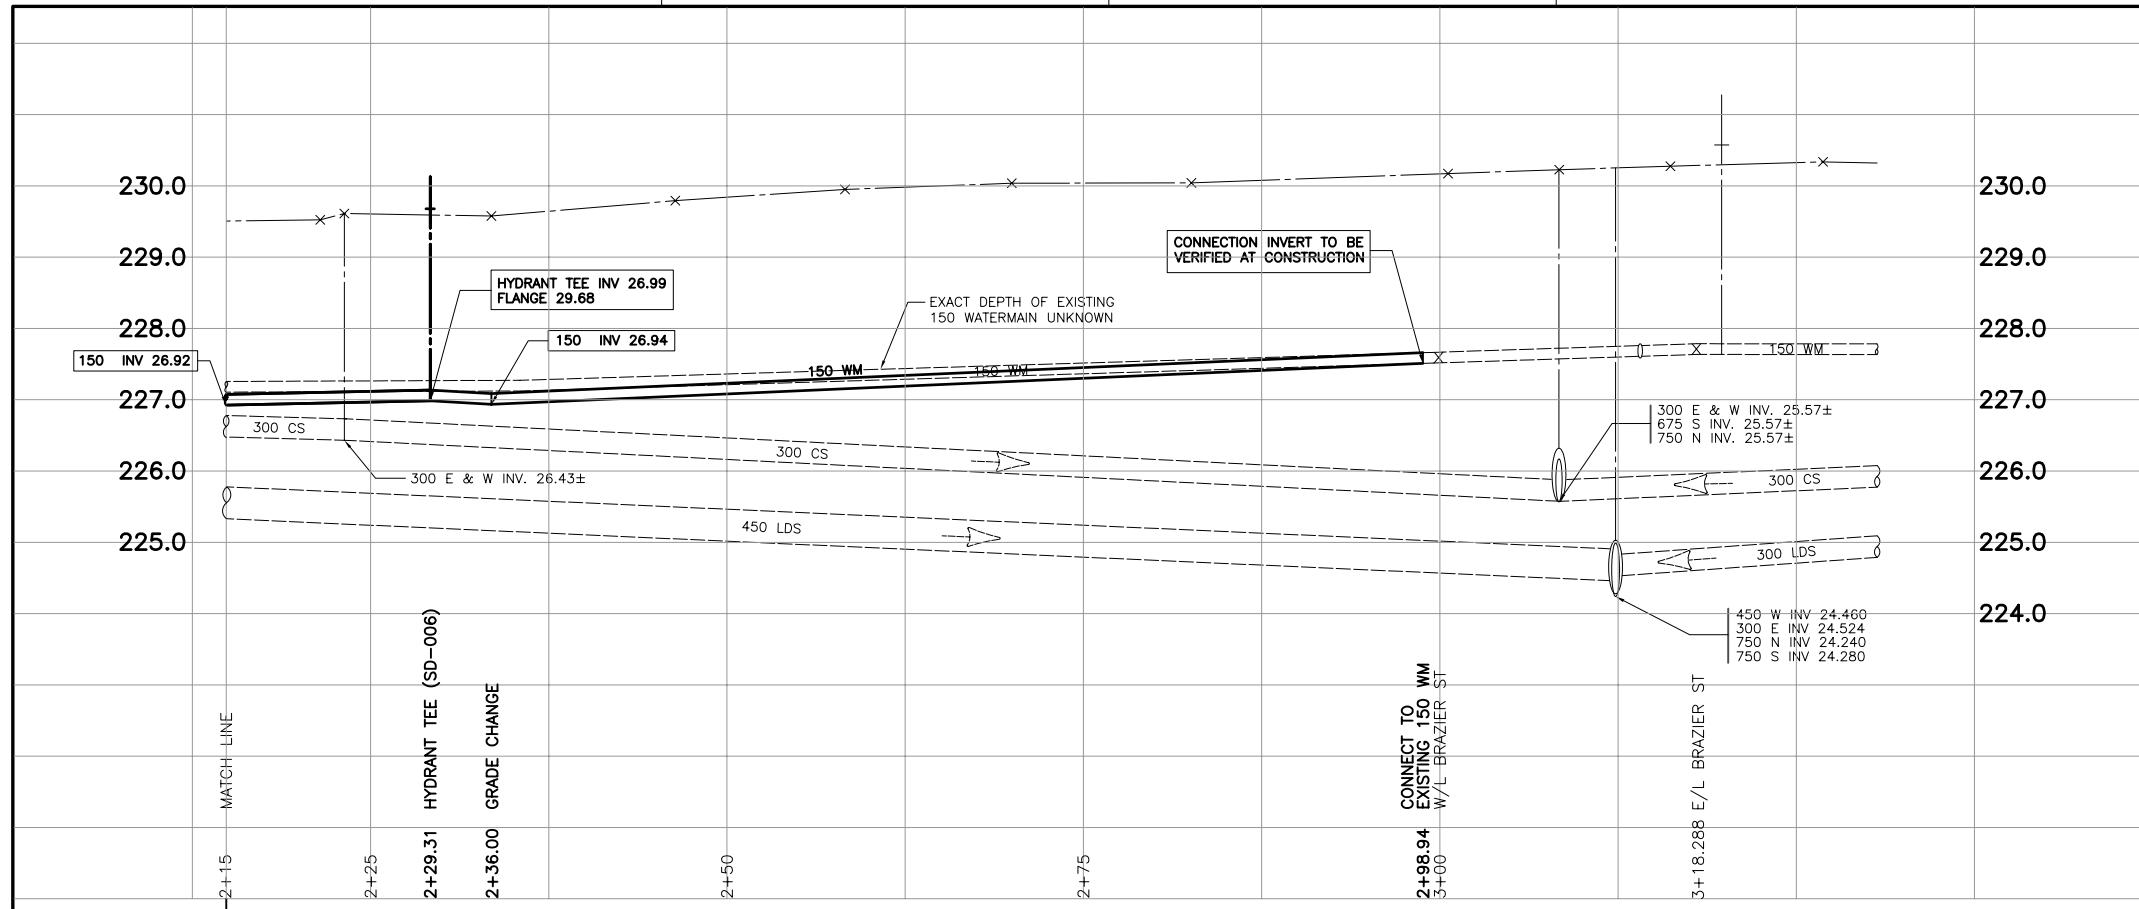 230.0
229.0
228.0
227.0
226.0
225.0
230.0
229.0
228.0
227.0
226.0
225.0
224.0
150 INV 26.92
HYDRANT TEE INV 26.99
FLANGE 29.68
150 INV 26.94
EXACT DEPTH OF EXISTING
150 WATERMAIN UNKNOWN
CONNECTION INVERT TO BE
VERIFIED AT CONSTRUCTION
150 WM
150 WM
150 WM
300 CS
300 CS
300 E & W INV. 26.43±
300 E & W INV. 25.57±
675 S INV. 25.57±
750 N INV. 25.57±
300 CS
450 LDS
300 LDS
450 W INV 24.460
300 E INV 24.524
750 N INV 24.240
750 S INV 24.280
MATCH LINE
2+15
2+25
2+29.31 HYDRANT TEE (SD-006)
2+36.00 GRADE CHANGE
2+50
2+75
CONNECT TO
2+98.94 EXISTING 150 WM
3+00 W/L BRAZIER ST
3+18.288 E/L BRAZIER ST